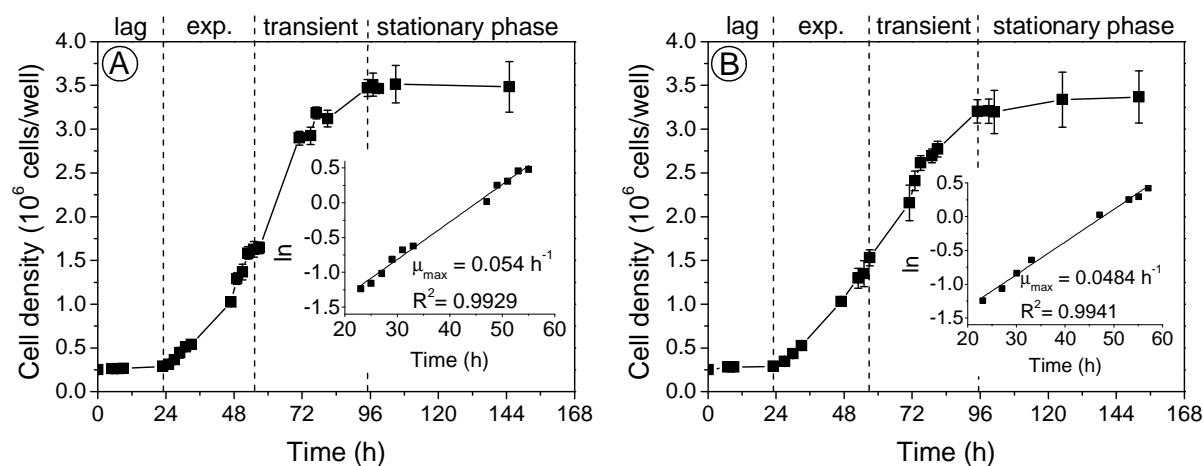 lag exp. transient stationary phase
A
4.0
3.5
3.0
2.5
2.0
1.5
1.0
0.5
0.0
0 24 48 72 96 120 144 168
Cell density (10⁶ cells/well)
Time (h)
0.5
0.0
-0.5
-1.0
-1.5
20 30 40 50 60
ln
Time (h)
μmax = 0.054 h⁻¹
R²= 0.9929
lag exp. transient stationary phase
B
4.0
3.5
3.0
2.5
2.0
1.5
1.0
0.5
0.0
0 24 48 72 96 120 144 168
Cell density (10⁶ cells/well)
Time (h)
0.5
0.0
-0.5
-1.0
-1.5
20 30 40 50 60
ln
Time (h)
μmax = 0.0484 h⁻¹
R²= 0.9941